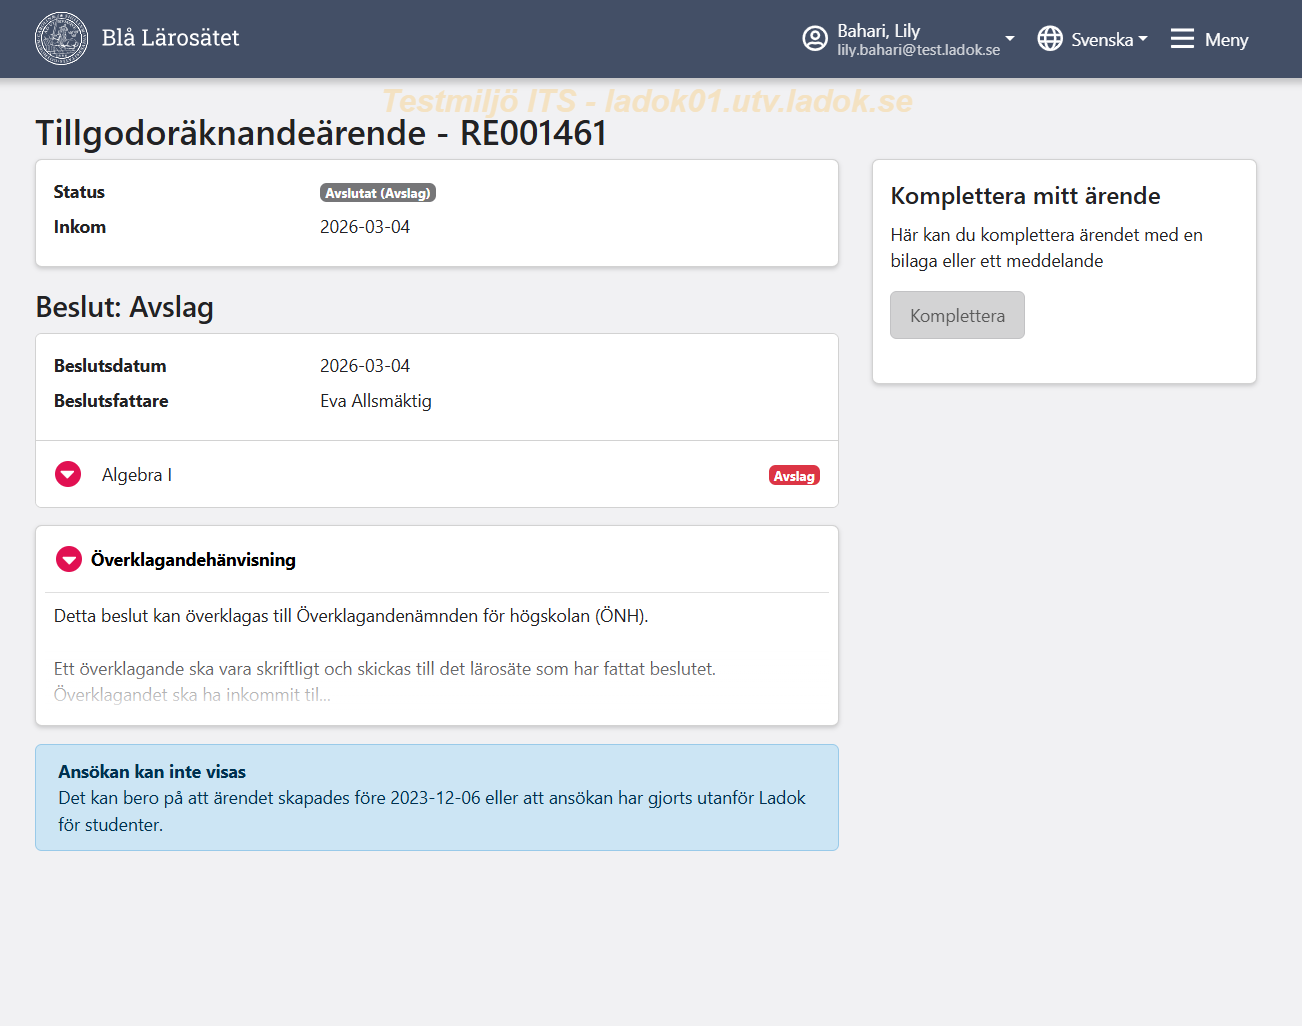 Blå Lärosätet
Bahari, Lily
lily.bahari@test.ladok.se
Svenska
Meny
Testmiljö ITS - ladok01.utv.ladok.se
Tillgodoräknandeärende - RE001461
Status Avslutat (Avslag)
Inkom 2026-03-04
Komplettera mitt ärende
Här kan du komplettera ärendet med en
bilaga eller ett meddelande
Komplettera
Beslut: Avslag
Beslutsdatum 2026-03-04
Beslutsfattare Eva Allsmäktig
Algebra I Avslag
Överklagandehänvisning
Detta beslut kan överklagas till Överklagandenämnden för högskolan (ÖNH).
Ett överklagande ska vara skriftligt och skickas till det lärosäte som har fattat beslutet.
Överklagandet ska ha inkommit til...
Ansökan kan inte visas
Det kan bero på att ärendet skapades före 2023-12-06 eller att ansökan har gjorts utanför Ladok
för studenter.